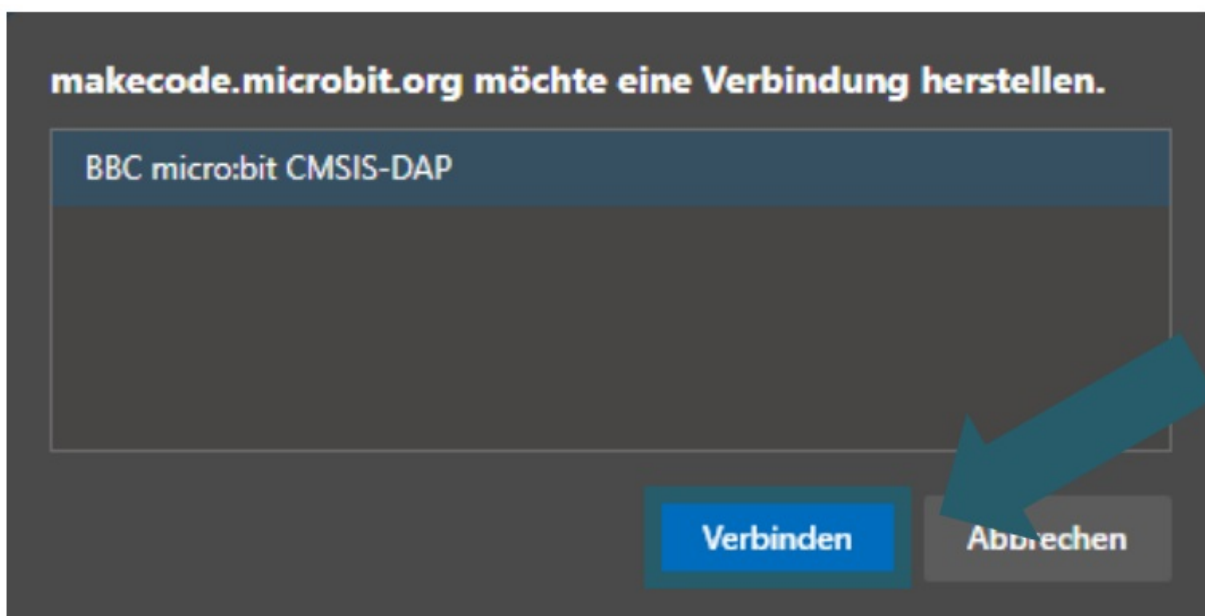 makecode.microbit.org möchte eine Verbindung herstellen.
BBC micro:bit CMSIS-DAP
Verbinden
Abbrechen